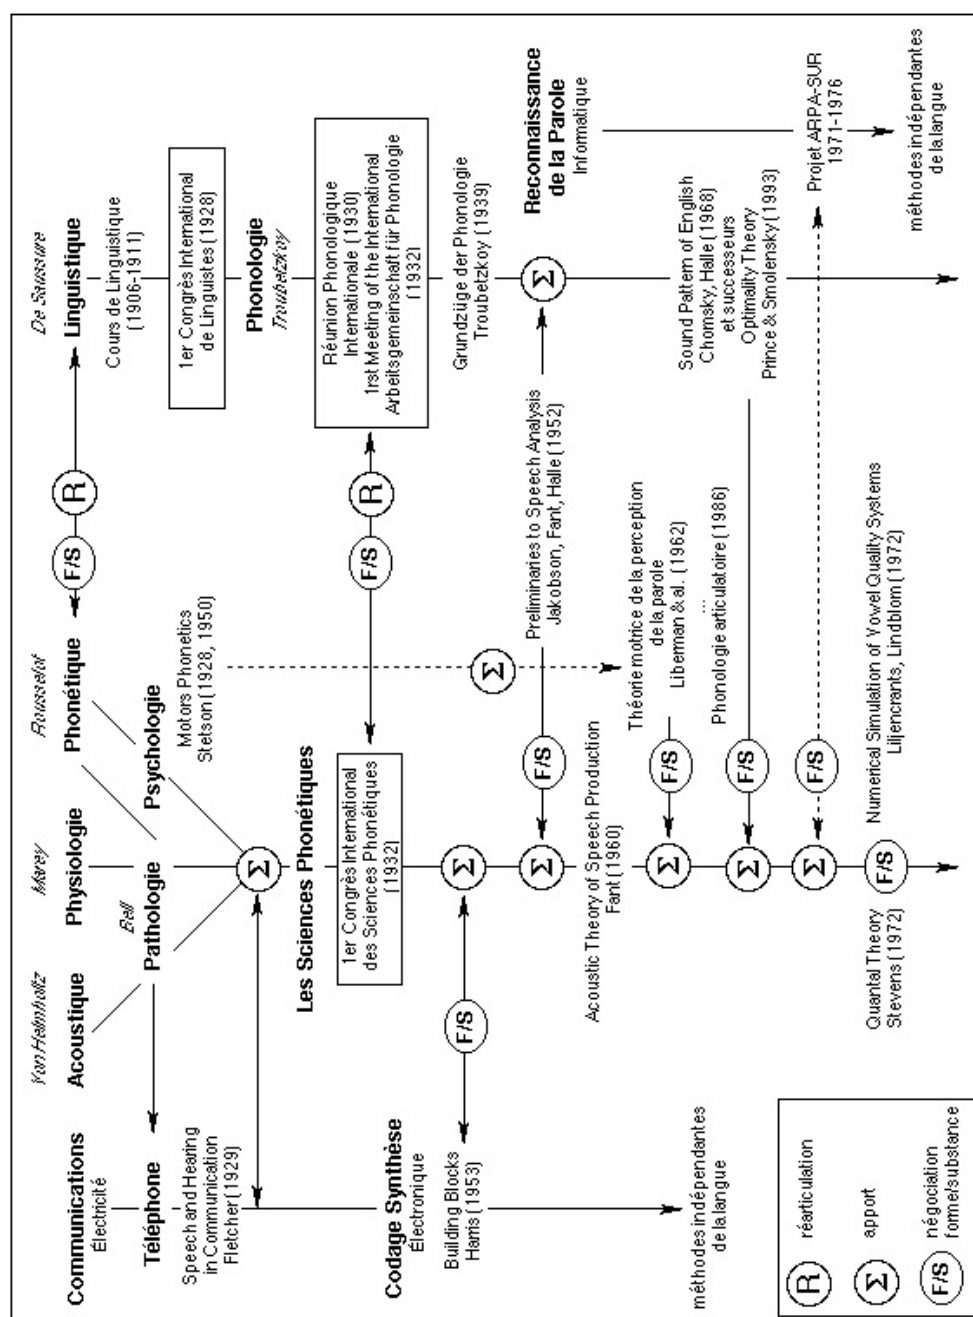 Communications
Électricité
Von Helmholtz
Acoustique
Marey
Physiologie
Rousselot
Phonétique
F/S
R
De Saussure
Linguistique
Cours de Linguistique
(1906-1911)
Téléphone
Bell
Pathologie
Psychologie
Speech and Hearing
in Communication
Fletcher (1929)
Motors Phonetics
Stetson (1928, 1950)
1er Congrès International
de Linguistes (1928)
Σ
Phonologie
Troubetzkoy
Les Sciences Phonétiques
1er Congrès International
des Sciences Phonétiques
(1932)
F/S
R
Réunion Phonologique
Internationale (1930)
1rst Meeting of the International
Arbeitsgemeinschaft für Phonologie
(1932)
Codage Synthèse
Électronique
Building Blocks
Harris (1953)
F/S
Σ
Σ
Grundzüge der Phonologie
Troubetzkoy (1939)
Σ
F/S
Preliminaries to Speech Analysis
Jakobson, Fant, Halle (1952)
Σ
Reconnaissance
de la Parole
Informatique
Acoustic Theory of Speech Production
Fant (1960)
Théorie motrice de la perception
de la parole
Liberman & al. (1962)
Σ
F/S
...
Phonologie articulatoire (1986)
Sound Pattern of English
Chomsky, Halle (1968)
et successeurs
Optimality Theory
Prince & Smolensky (1993)
Σ
F/S
Σ
F/S
Projet ARPA-SUR
1971-1976
méthodes indépendantes
de la langue
Quantal Theory
Stevens (1972)
F/S
Numerical Simulation of Vowel Quality Systems
Liljencrants, Lindblom (1972)
méthodes indépendantes
de la langue
R
réarticulation
Σ
apport
F/S
négociation
forme/substance